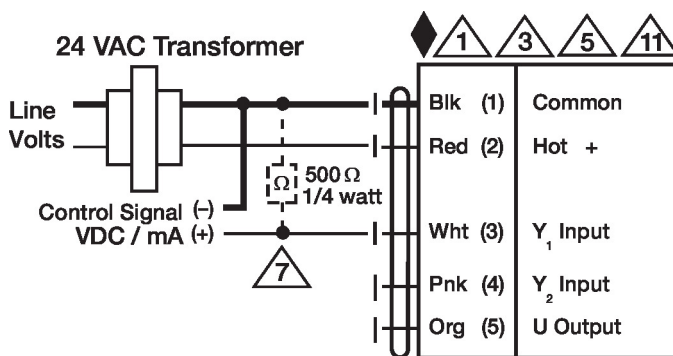 24 VAC Transformer
1 3 5 11
Line
Volts
Blk (1) Common
Red (2) Hot +
Ω 500 Ω
1/4 watt
Control Signal (–)
VDC / mA (+)
Wht (3) Y1 Input
7
Pnk (4) Y2 Input
Org (5) U Output